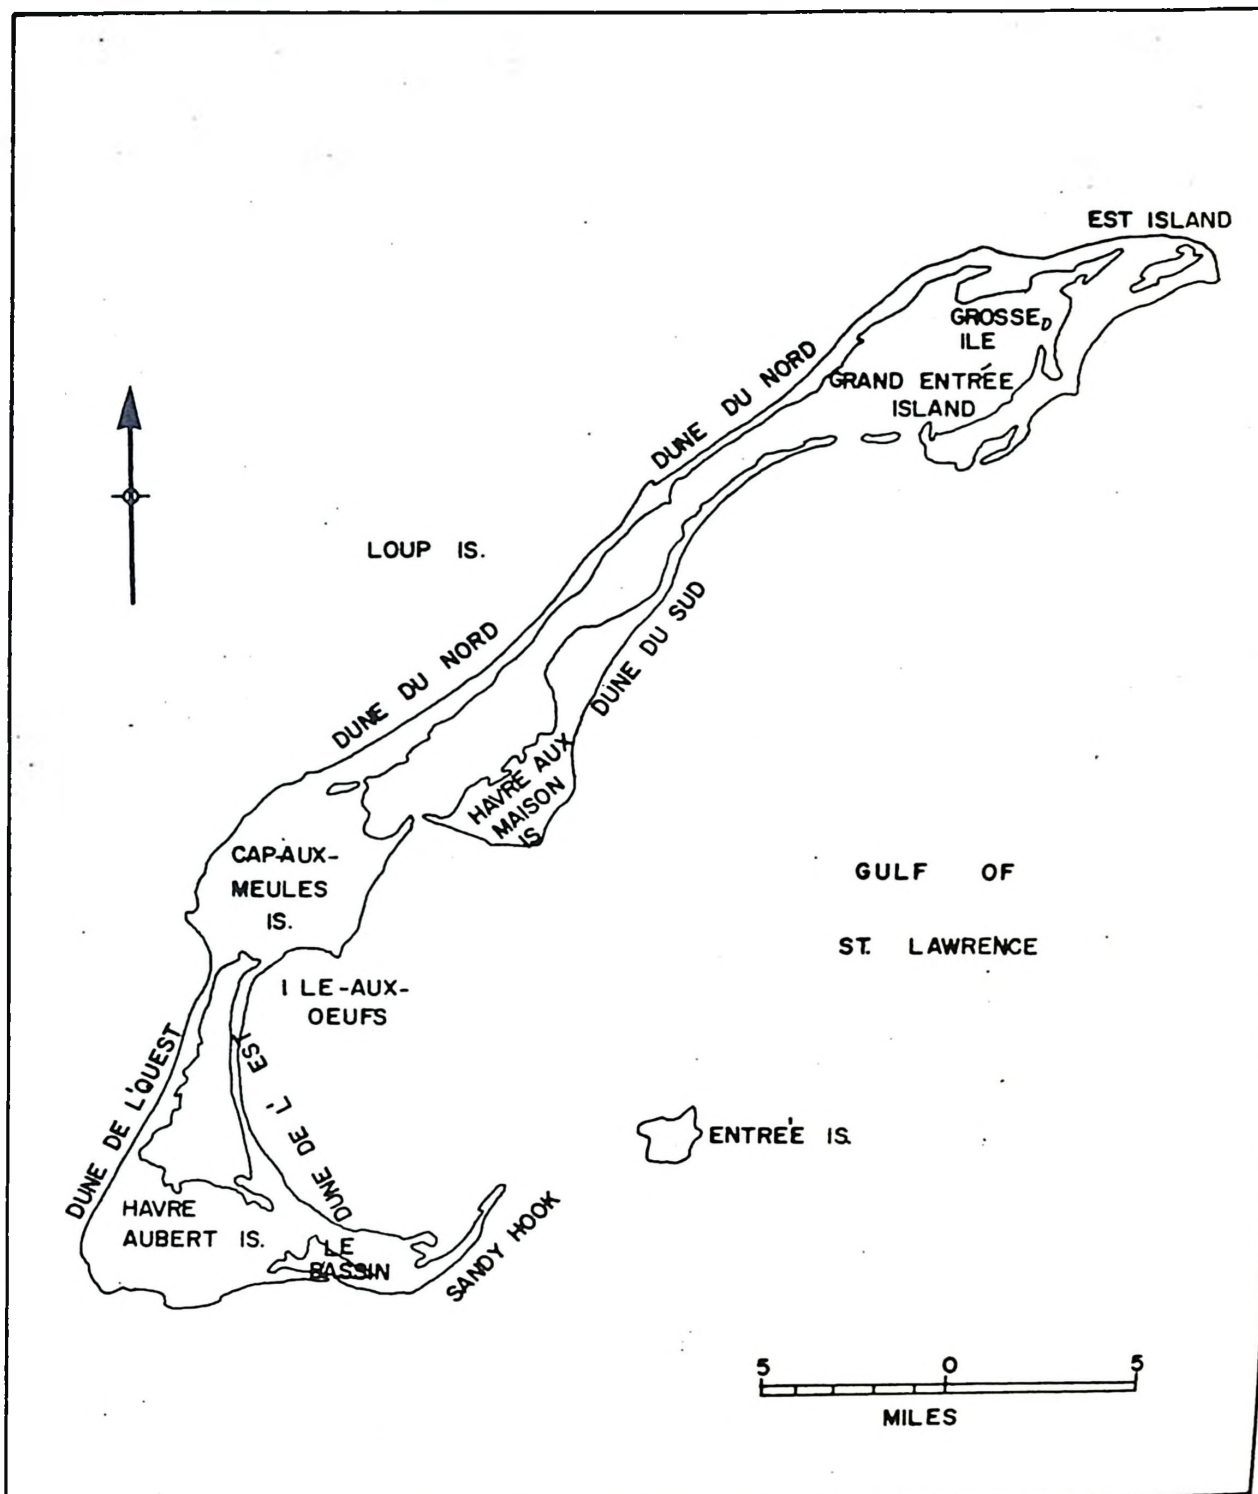 EST ISLAND
GROSSE
ILE
GRAND ENTRÉE
ISLAND
DUNE DU NORD
LOUP IS.
DUNE DU SUD
DUNE DU NORD
HAVRE AUX
MAISON
IS.
CAP-AUX-
MEULES
IS.
GULF OF
ST. LAWRENCE
ILE-AUX-
OEUFS
DUNE DE L'OUEST
DUNE DE L'EST
ENTRÉE IS.
HAVRE
AUBERT IS.
LE
BASSIN
SANDY HOOK
5 0 5
MILES